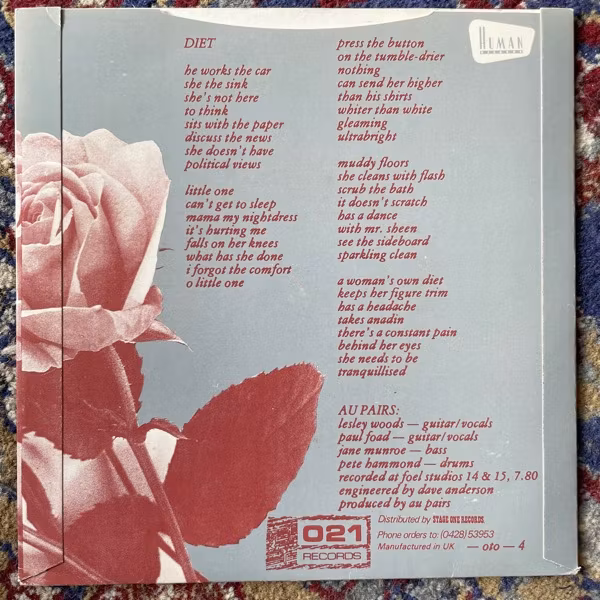 DIET
he works the car
she the sink
she's not here
to think
sits with the paper
discuss the news
she doesn't have
political views
little one
can't get to sleep
mama my nightdress
it's hurting me
falls on her knees
what has she done
i forgot the comfort
o little one
press the button
on the tumble-drier
nothing
can send her higher
than his shirts
whiter than white
gleaming
ultrabright
muddy floors
she cleans with flash
scrub the bath
it doesn't scratch
has a dance
with mr. sheen
see the sideboard
sparkling clean
a woman's own diet
keeps her figure trim
has a headache
takes anadin
there's a constant pain
behind her eyes
she needs to be
tranquillised
AU PAIRS:
lesley woods — guitar/vocals
paul foad — guitar/vocals
jane munroe — bass
pete hammond — drums
recorded at foel studios 14 & 15, 7.80
engineered by dave anderson
produced by au pairs
HUMAN
RECORDS
021
RECORDS
Distributed by STAGE ONE RECORDS
Phone orders to: (0428) 53953
Manufactured in UK — oto — 4